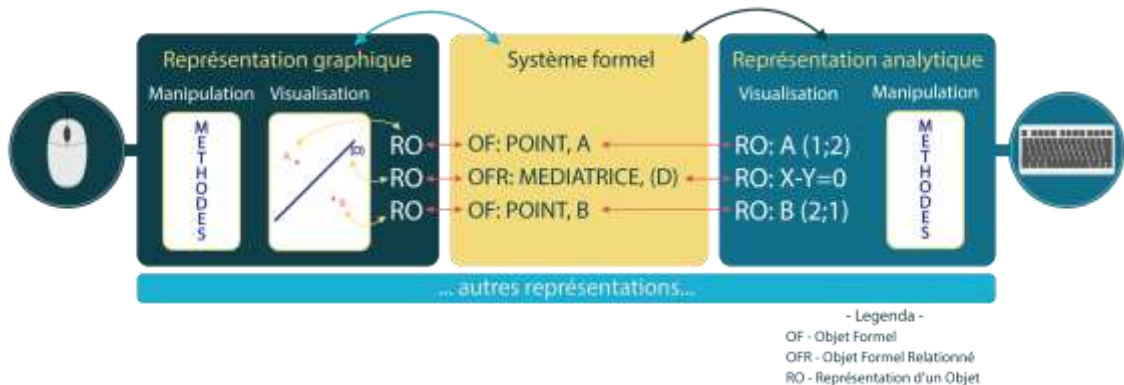 Représentation graphique
Manipulation Visualisation
METHODES
(D)
A
B
RO
RO
RO
Système formel
OF: POINT, A
OFR: MEDIATRICE, (D)
OF: POINT, B
Représentation analytique
Visualisation Manipulation
RO: A (1;2)
RO: X-Y=0
RO: B (2;1)
METHODES
... autres représentations...
- Legenda -
OF - Objet Formel
OFR - Objet Formel Relationné
RO - Représentation d'un Objet